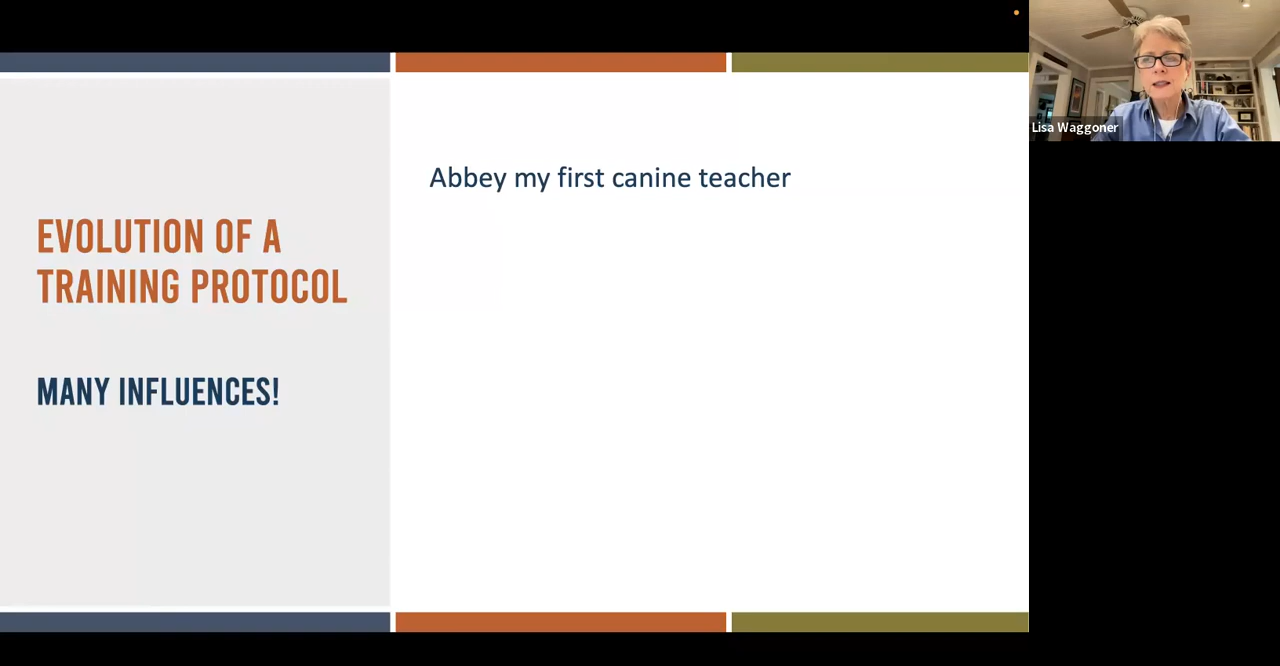 Lisa Waggoner
Abbey my first canine teacher
EVOLUTION OF A
TRAINING PROTOCOL
MANY INFLUENCES!